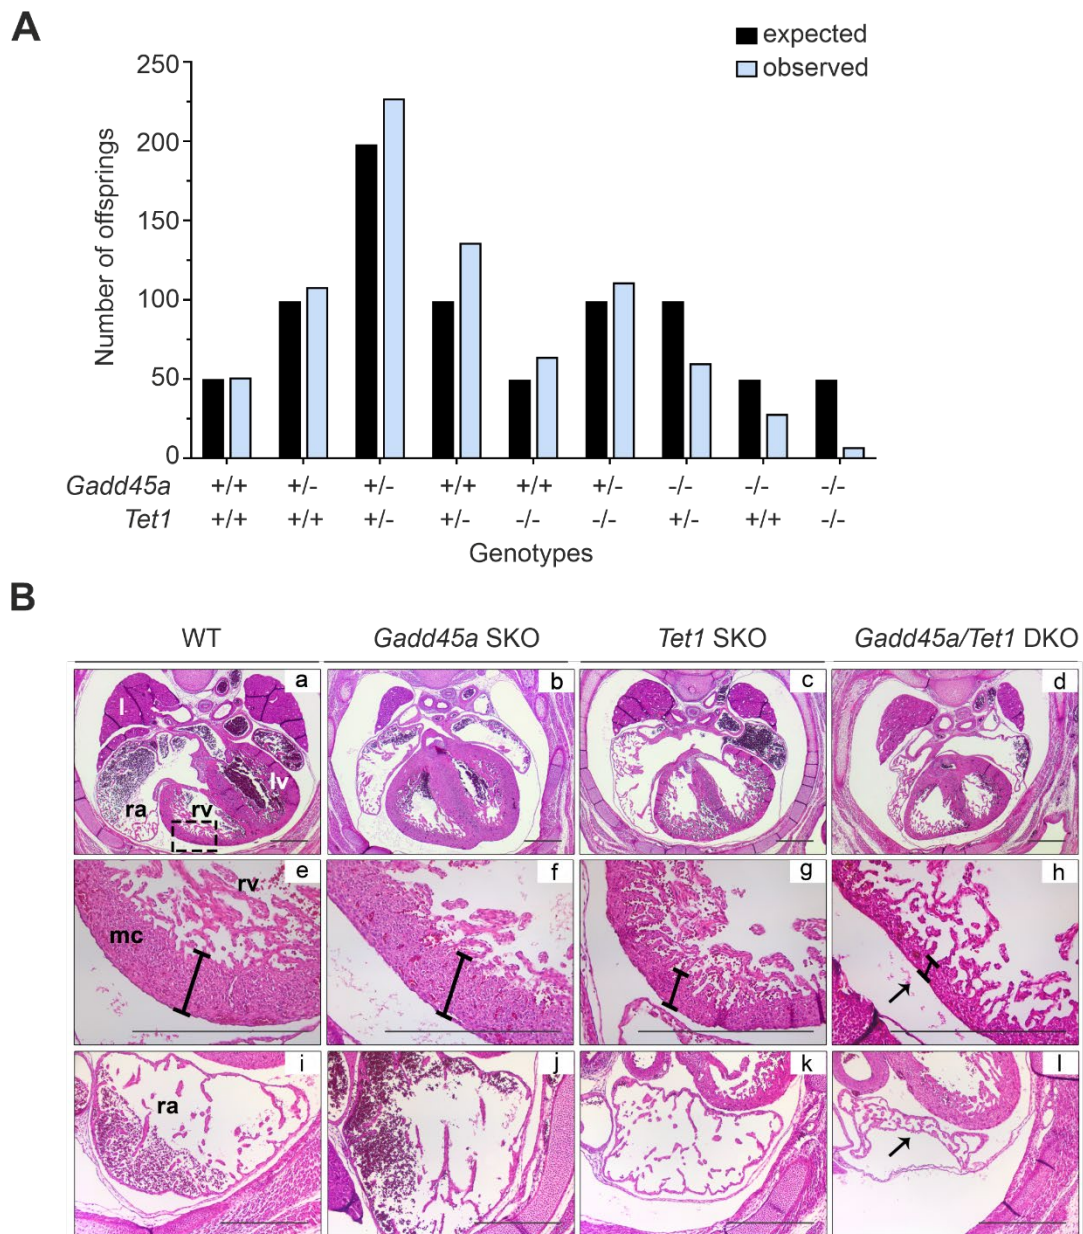 A
expected
observed
250
200
150
100
50
0
Number of offsprings
Gadd45a +/+ +/- +/- +/+ +/+ +/- -/- -/- -/-
Tet1 +/+ +/+ +/- +/- -/- -/- +/- +/+ -/-
Genotypes
B
WT Gadd45a SKO Tet1 SKO Gadd45a/Tet1 DKO
a b c d
l
lv
ra rv
e f g h
rv
mc
i j k l
ra